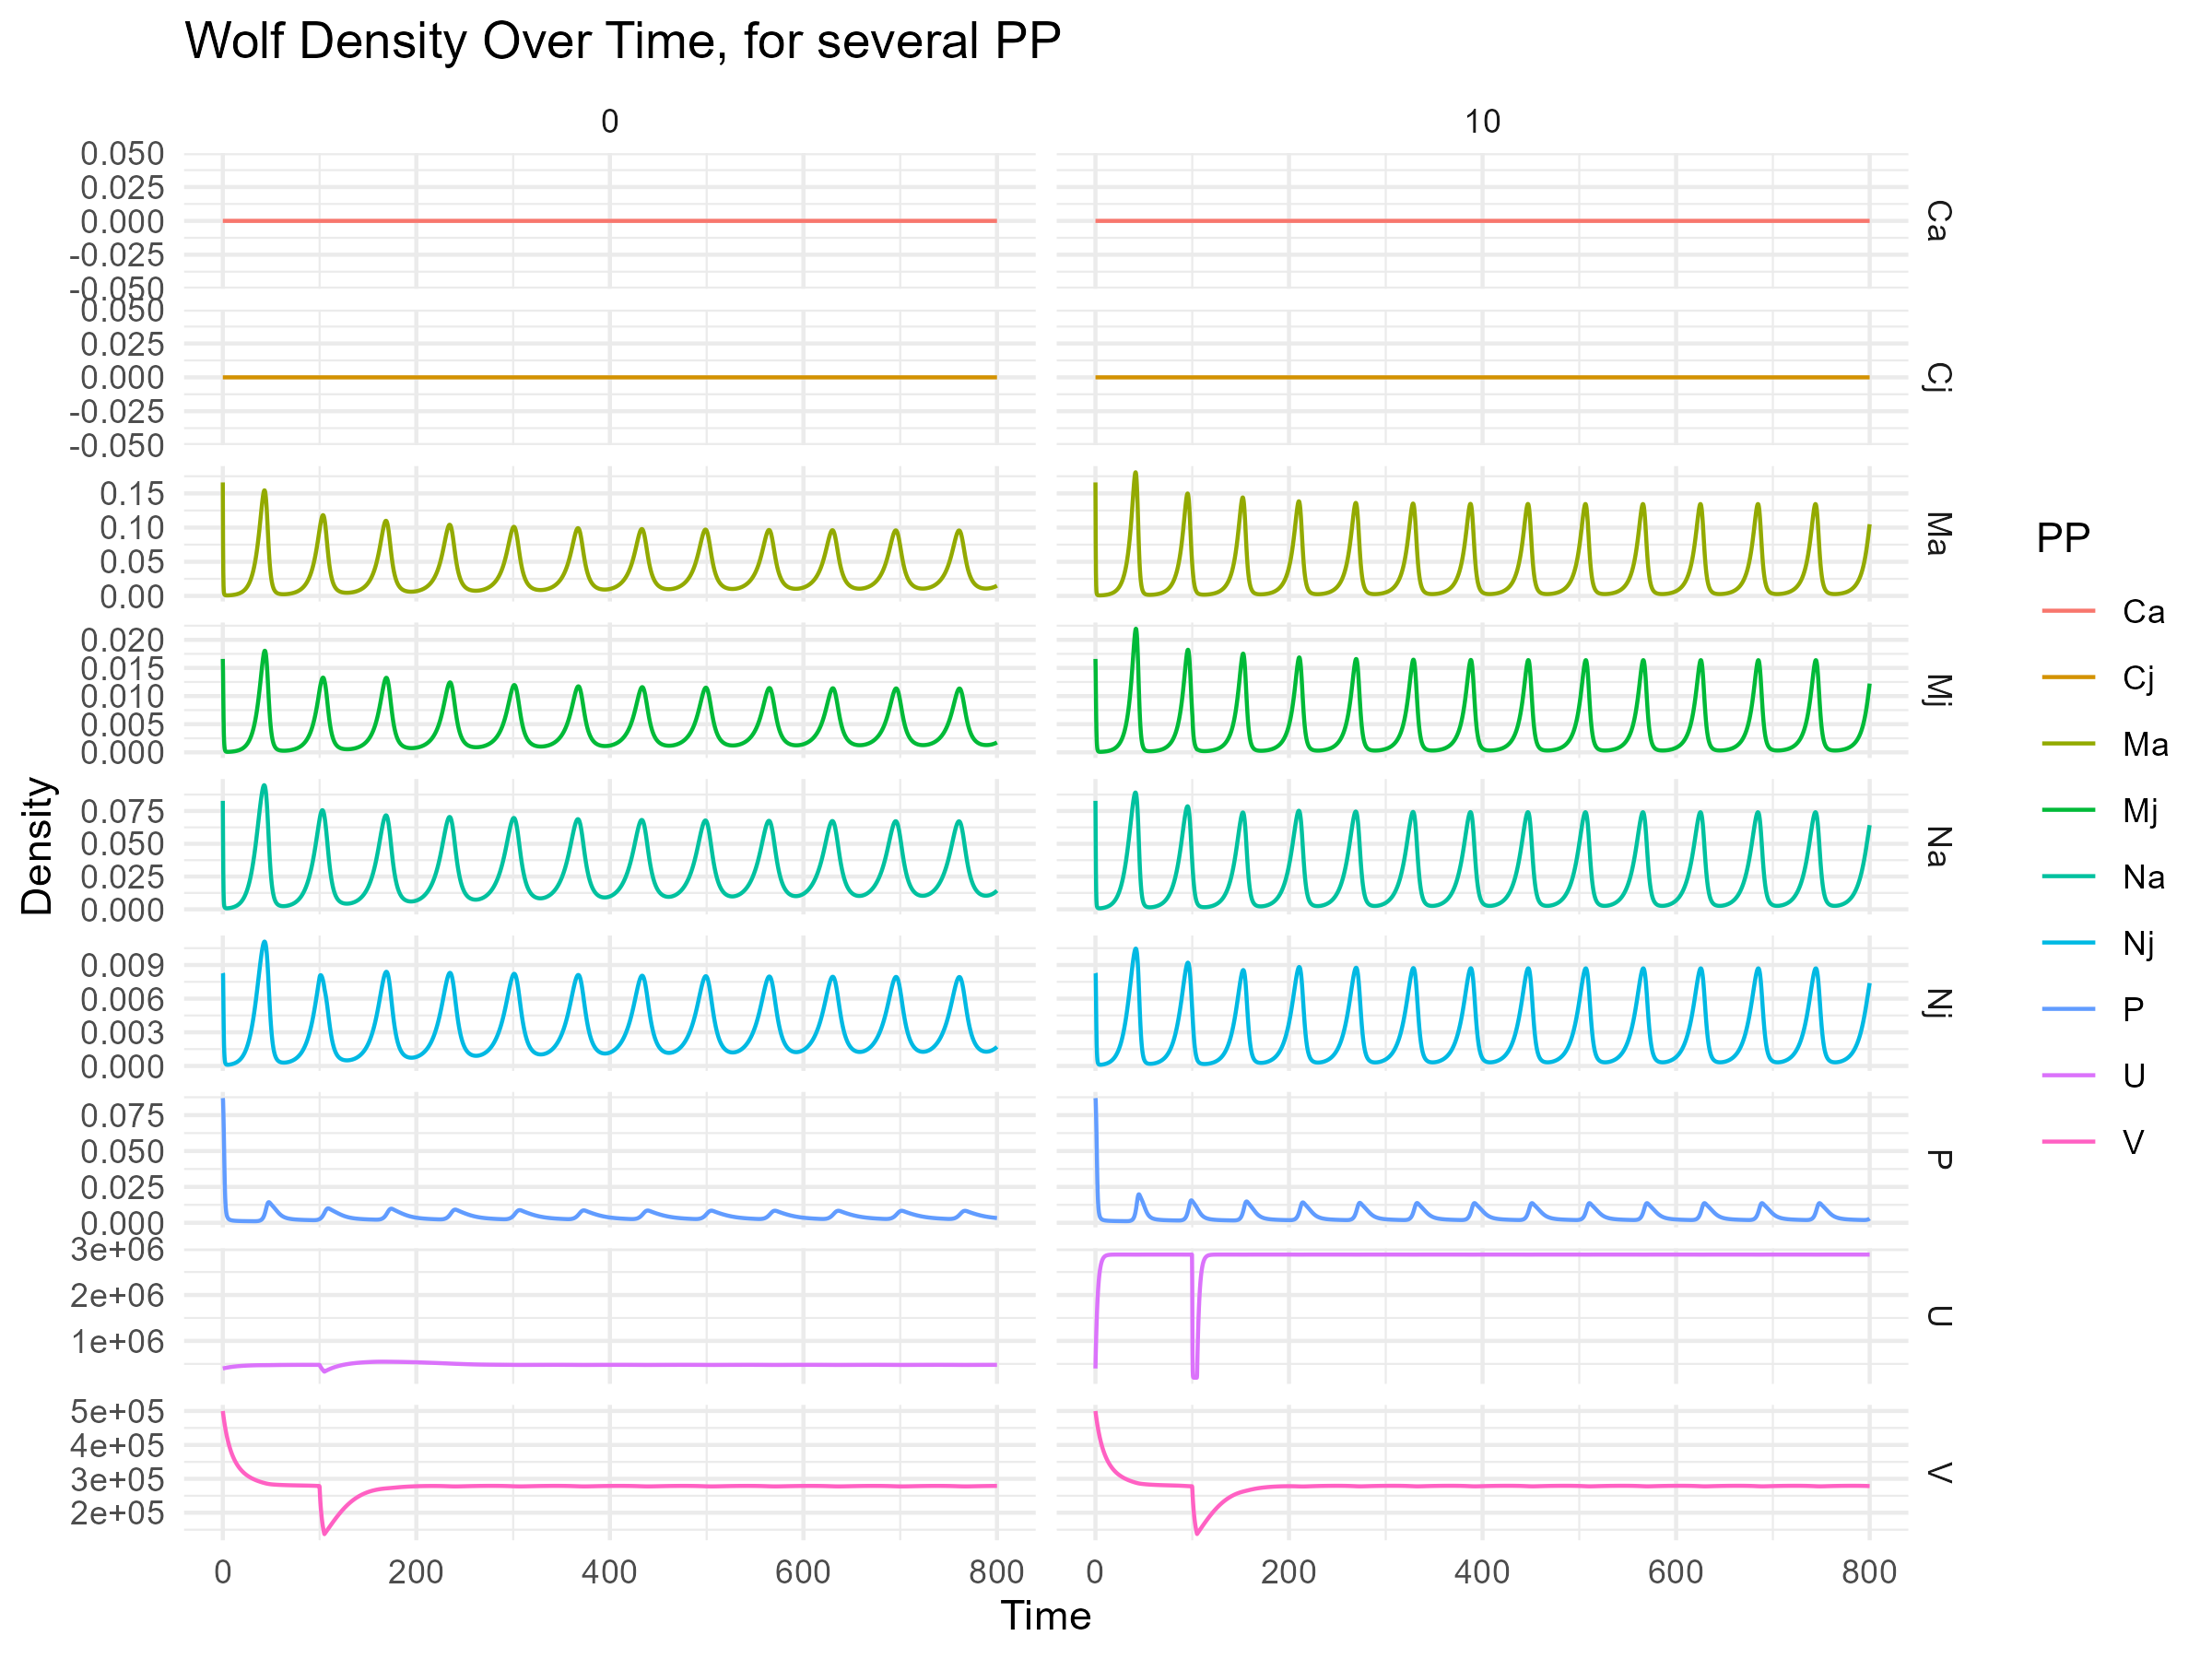 Wolf Density Over Time, for several PP
0 10
0.050
0.025
0.000
-0.025
-0.050
Ca
0.050
0.025
0.000
-0.025
-0.050
Cj
0.15
0.10
0.05
0.00
Ma
0.020
0.015
0.010
0.005
0.000
Mj
0.075
0.050
0.025
0.000
Na
0.009
0.006
0.003
0.000
Nj
0.075
0.050
0.025
0.000
P
3e+06
2e+06
1e+06
U
5e+05
4e+05
3e+05
2e+05
V
0 200 400 600 800 0 200 400 600 800
Time
Density
PP
Ca
Cj
Ma
Mj
Na
Nj
P
U
V